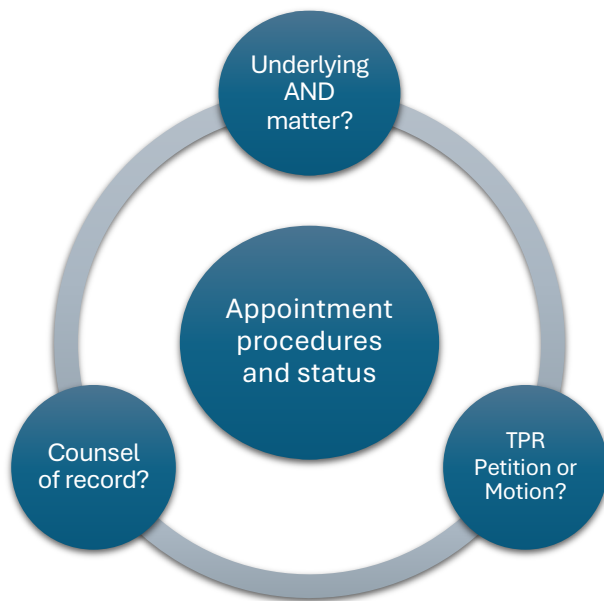 Underlying
AND
matter?
Appointment
procedures
and status
Counsel
of record?
TPR
Petition or
Motion?